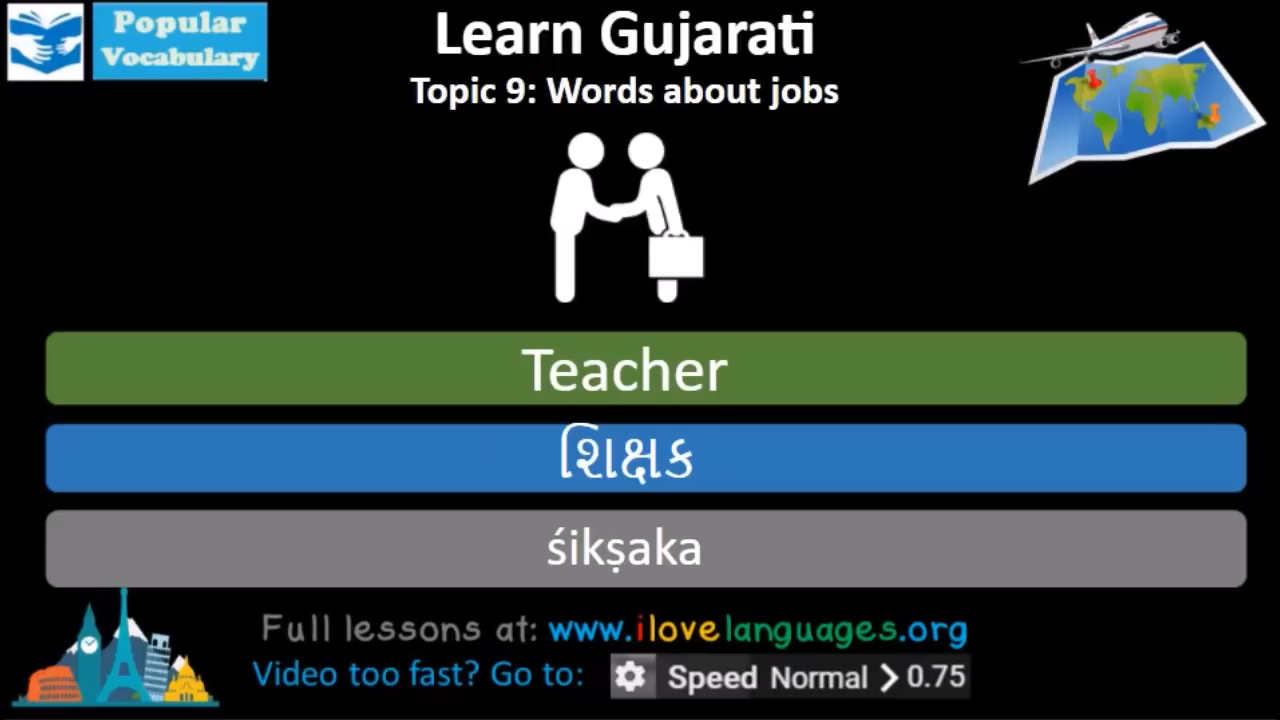 Popular
Vocabulary
Learn Gujarati
Topic 9: Words about jobs
Teacher
શિક્ષક
śikṣaka
Full lessons at: www.ilovelanguages.org
Video too fast? Go to: Speed Normal > 0.75